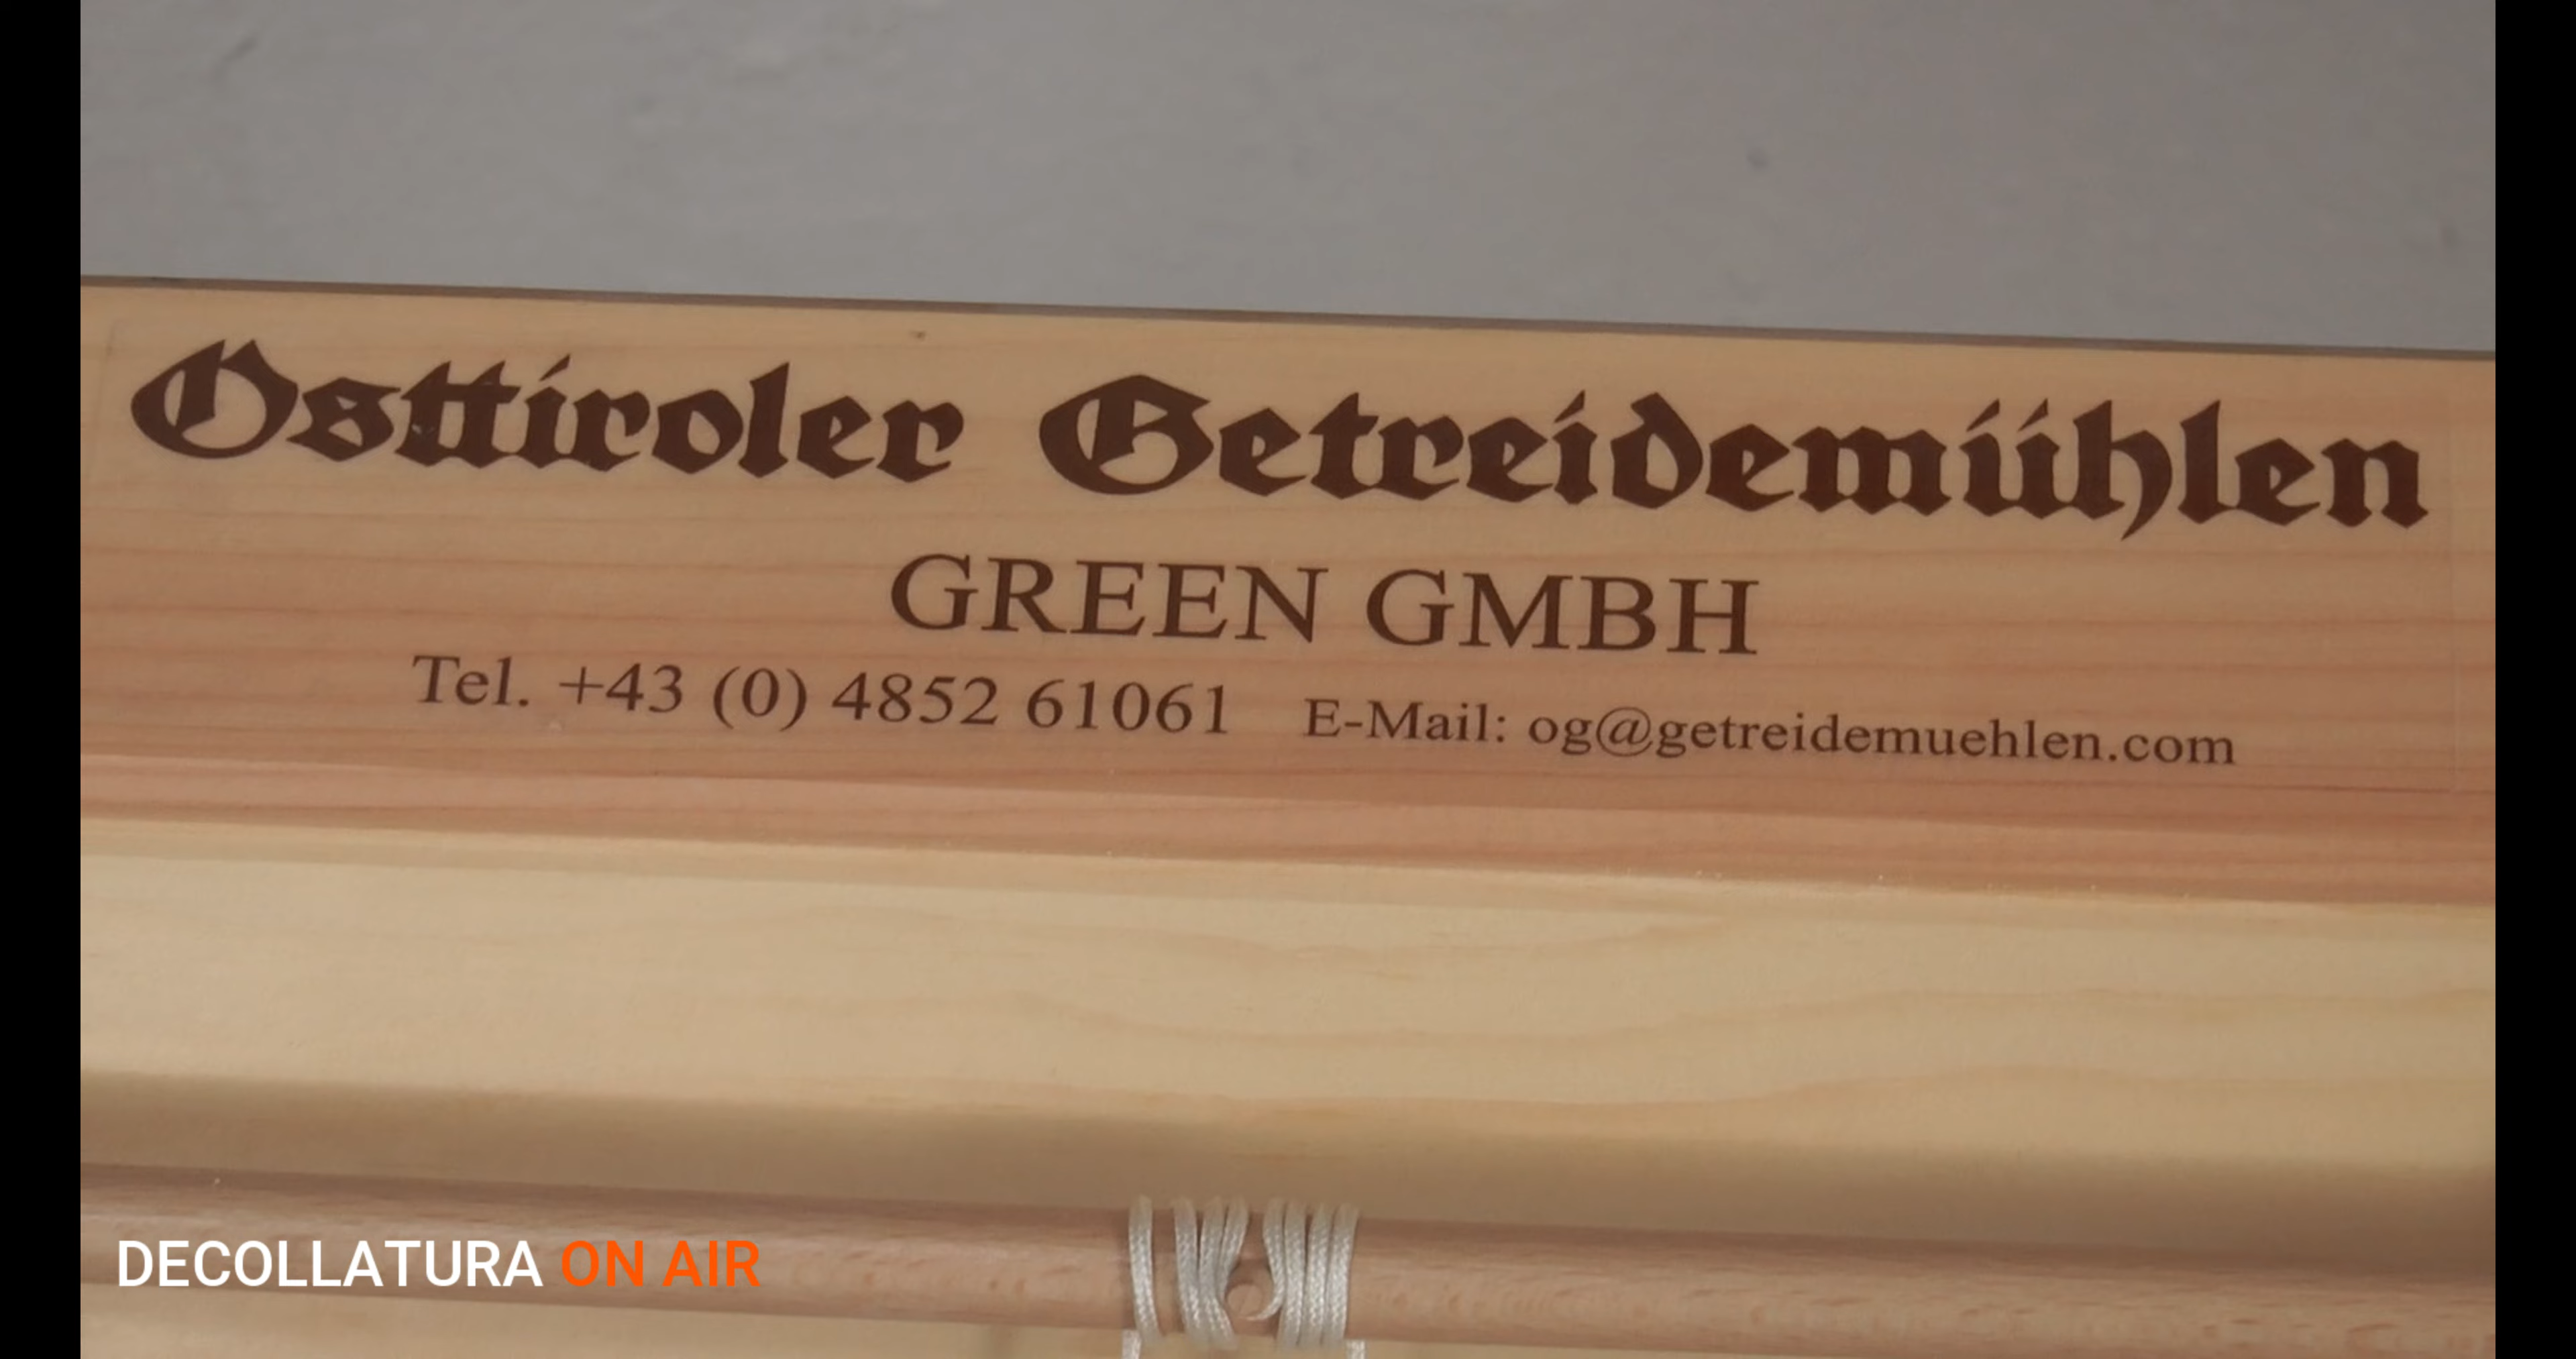 Osttiroler Getreidemühlen
GREEN GMBH
Tel. +43 (0) 4852 61061 E-Mail: og@getreidemuehlen.com
DECOLLATURA ON AIR